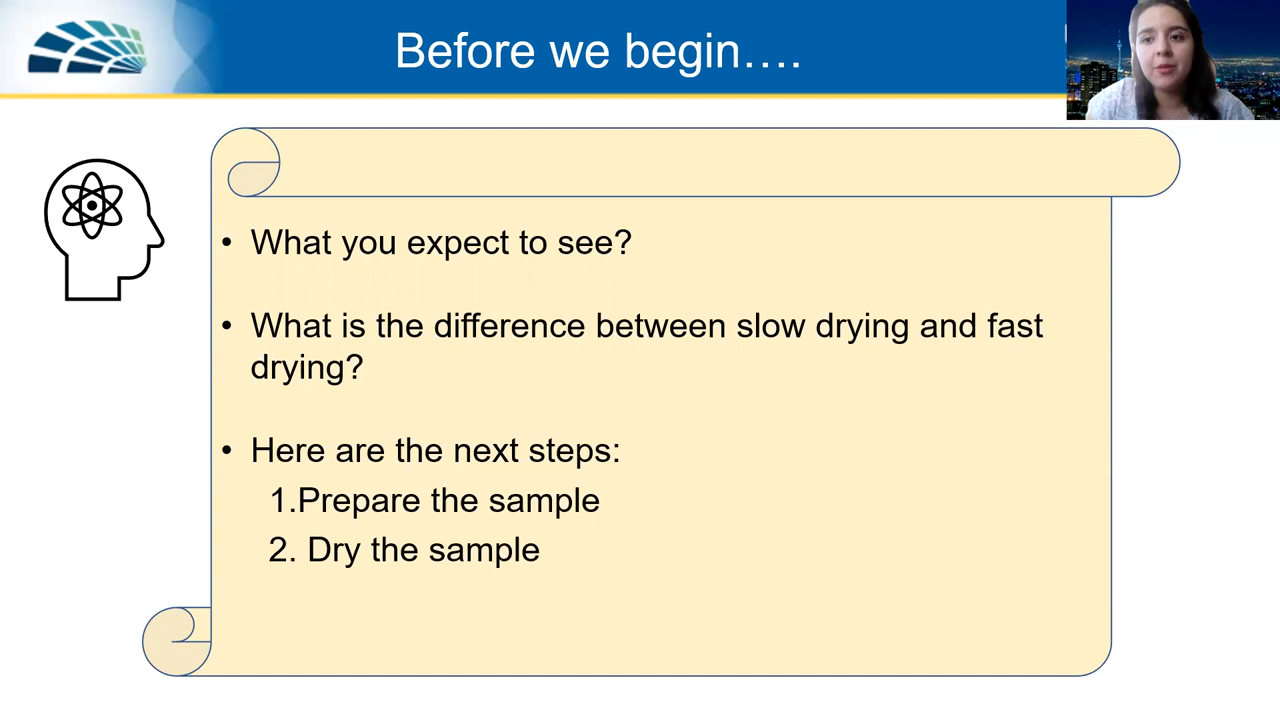 Before we begin….
• What you expect to see?
• What is the difference between slow drying and fast
drying?
• Here are the next steps:
1.Prepare the sample
2. Dry the sample